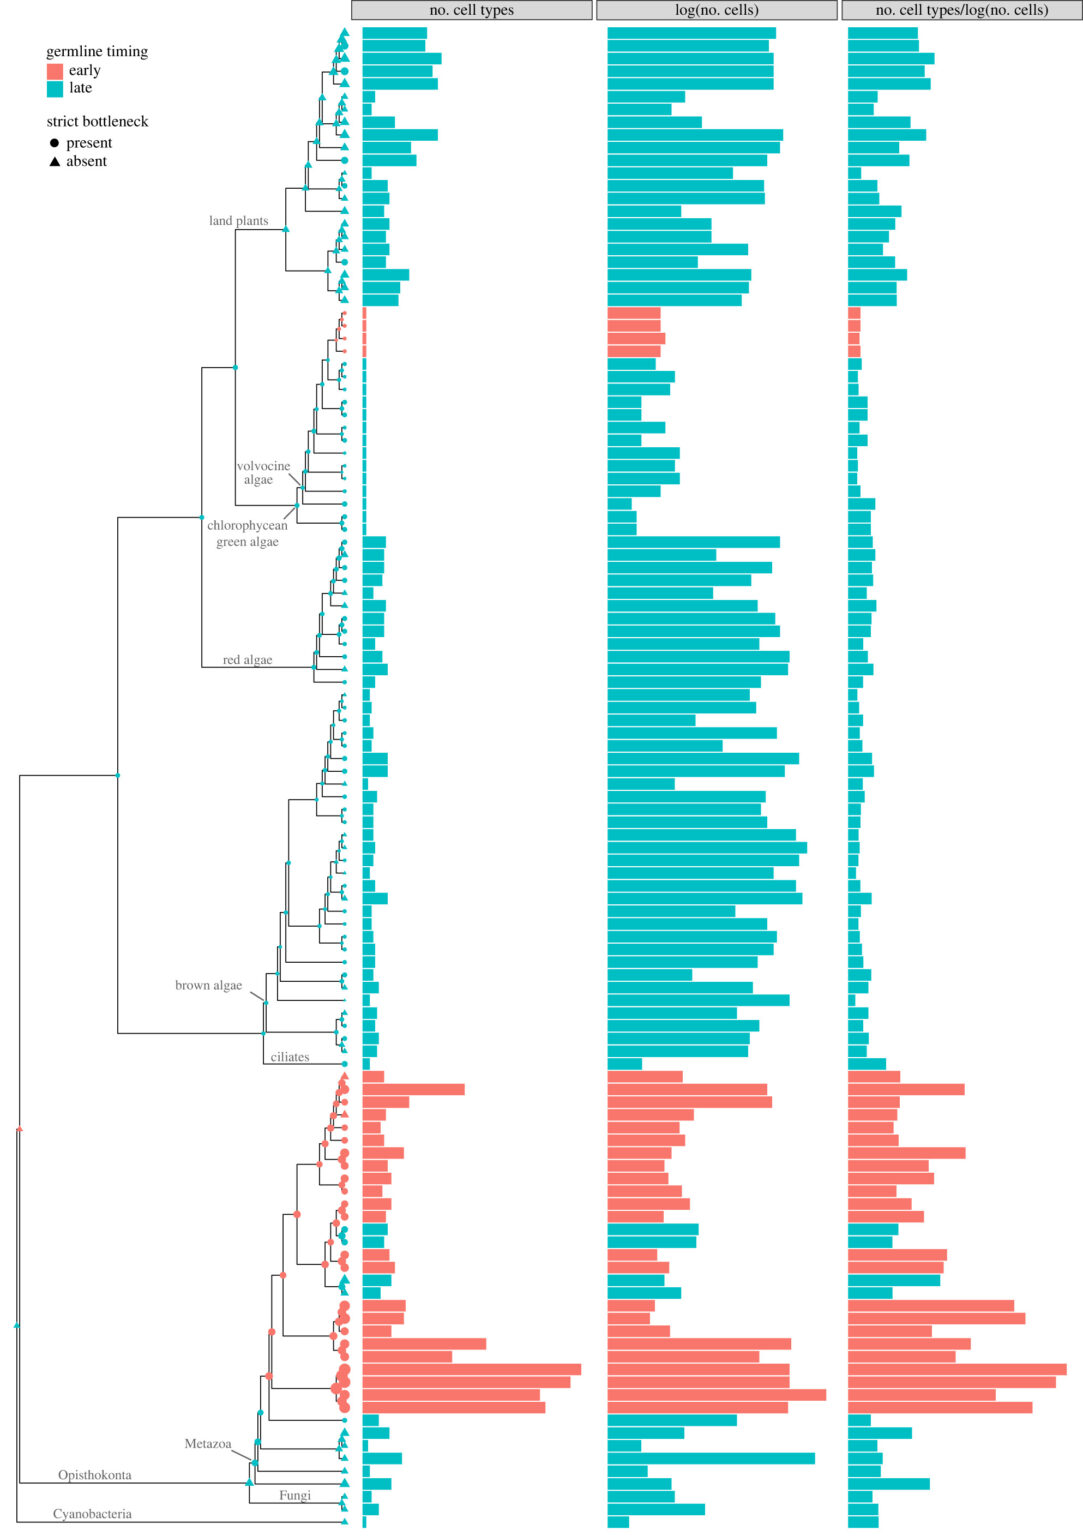 no. cell types
log(no. cells)
no. cell types/log(no. cells)
germline timing
early
late
strict bottleneck
present
absent
land plants
volvocine
algae
chlorophycean
green algae
red algae
brown algae
ciliates
Metazoa
Opisthokonta
Fungi
Cyanobacteria